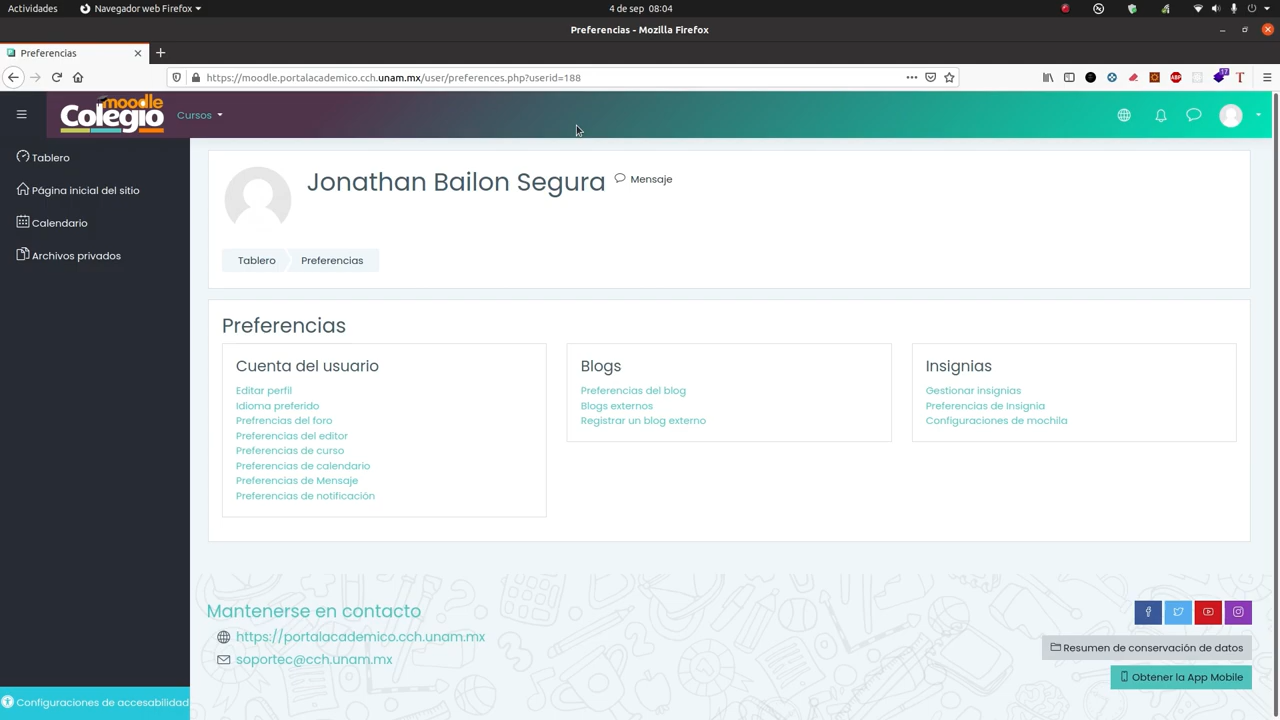 Actividades
Navegador web Firefox
4 de sep 08:04
Preferencias - Mozilla Firefox
Preferencias
https://moodle.portalacademico.cch.unam.mx/user/preferences.php?userid=188
17
ABP
T
moodle
Colegio
Cursos
Tablero
Página inicial del sitio
Calendario
Archivos privados
Jonathan Bailon Segura
Mensaje
Tablero
Preferencias
Preferencias
Cuenta del usuario
Editar perfil
Idioma preferido
Prefrencias del foro
Preferencias del editor
Preferencias de curso
Preferencias de calendario
Preferencias de Mensaje
Preferencias de notificación
Blogs
Preferencias del blog
Blogs externos
Registrar un blog externo
Insignias
Gestionar insignias
Preferencias de Insignia
Configuraciones de mochila
Mantenerse en contacto
https://portalacademico.cch.unam.mx
soportec@cch.unam.mx
Resumen de conservación de datos
Obtener la App Mobile
Configuraciones de accesabilidad